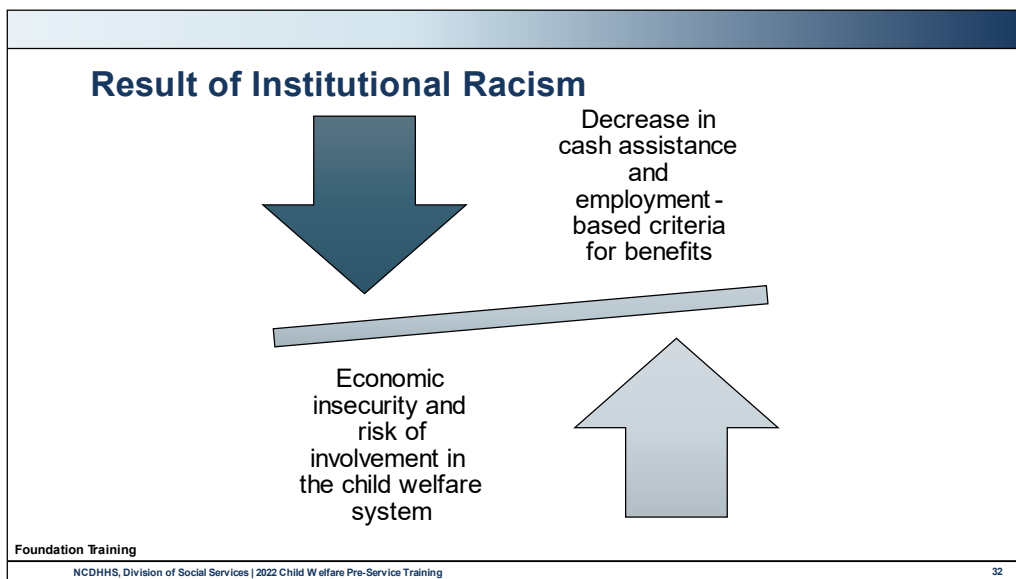 Result of Institutional Racism
Decrease in
cash assistance
and
employment-
based criteria
for benefits
Economic
insecurity and
risk of
involvement in
the child welfare
system
Foundation Training
NCDHHS, Division of Social Services | 2022 Child Welfare Pre-Service Training
32